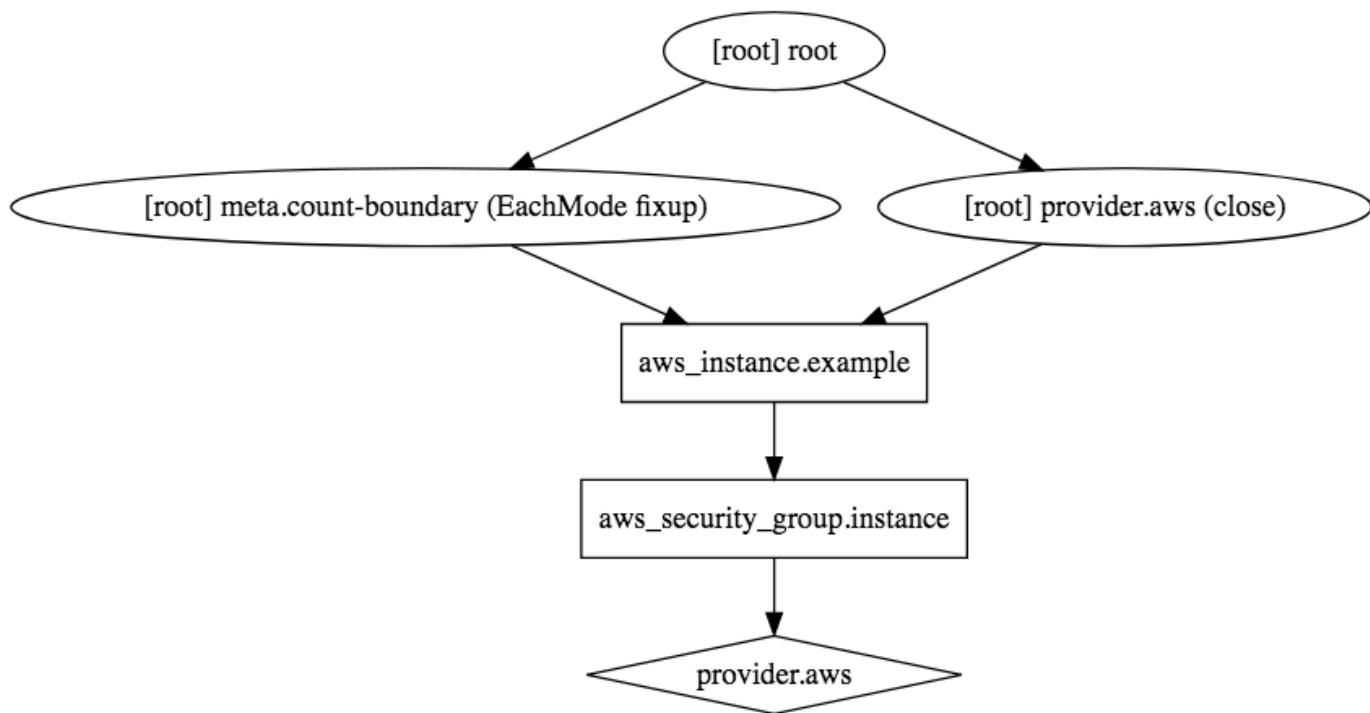 [root] root
[root] meta.count-boundary (EachMode fixup)
[root] provider.aws (close)
aws_instance.example
aws_security_group.instance
provider.aws